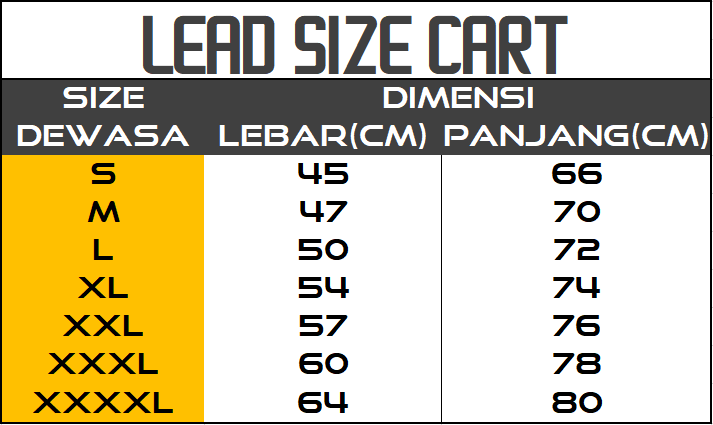 LEAD SIZE CART
SIZE DIMENSI
DEWASA LEBAR(CM) PANJANG(CM)
S 45 66
M 47 70
L 50 72
XL 54 74
XXL 57 76
XXXL 60 78
XXXXL 64 80